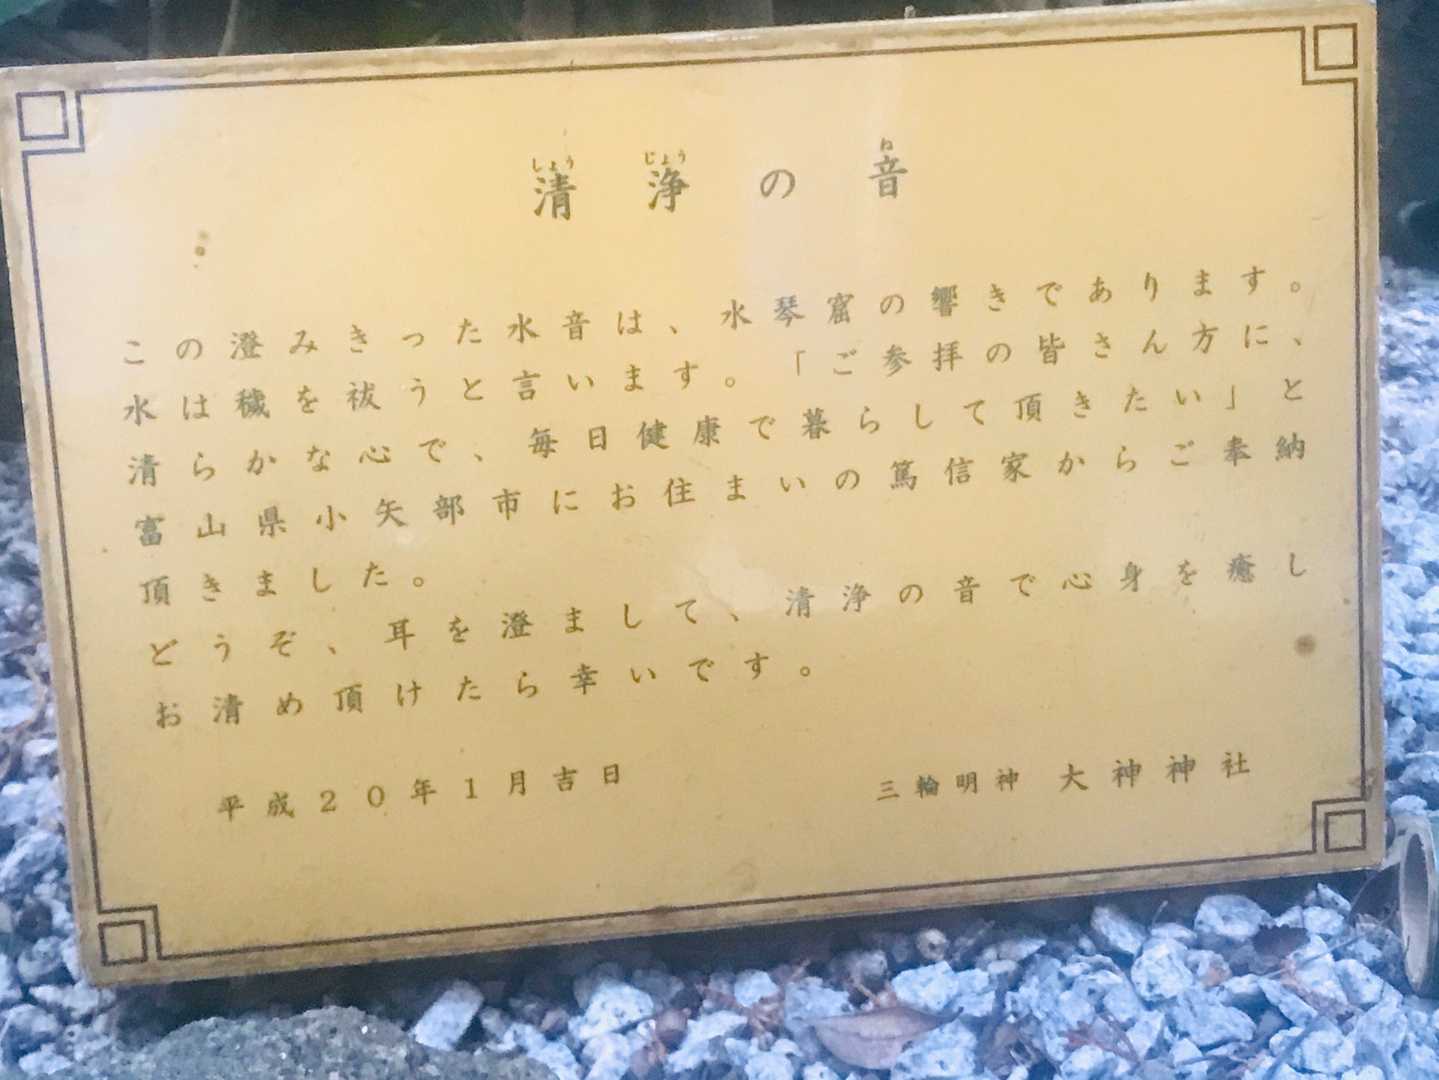 清浄の音
この澄みきった水音は、水琴窟の響きであります。
水は穢を祓うと言います。「ご参拝の皆さん方に、
清らかな心で、毎日健康で暮らして頂きたい」と
富山県小矢部市にお住まいの篤信家からご奉納
頂きました。
どうぞ、耳を澄まして、清浄の音で心身を癒し
お清め頂けたら幸いです。
平成20年1月吉日 三輪明神 大神神社